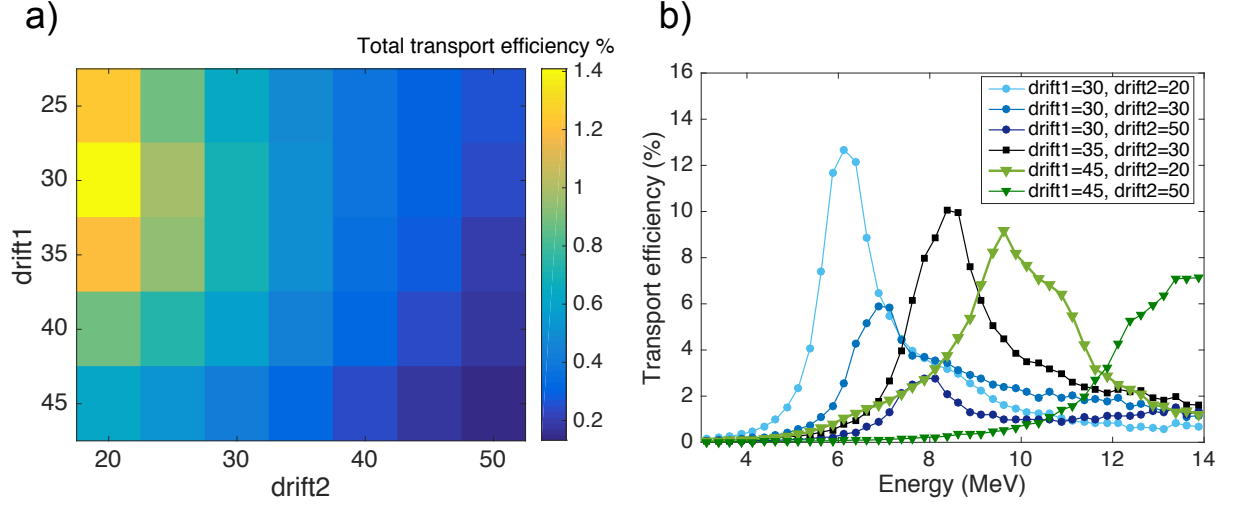 a)
Total transport efficiency %
25
30
35
40
45
drift1
20
30
40
50
drift2
1.4
1.2
1
0.8
0.6
0.4
0.2
b)
16
14
12
10
8
6
4
2
0
Transport efficiency (%)
4
6
8
10
12
14
Energy (MeV)
drift1=30, drift2=20
drift1=30, drift2=30
drift1=30, drift2=50
drift1=35, drift2=30
drift1=45, drift2=20
drift1=45, drift2=50